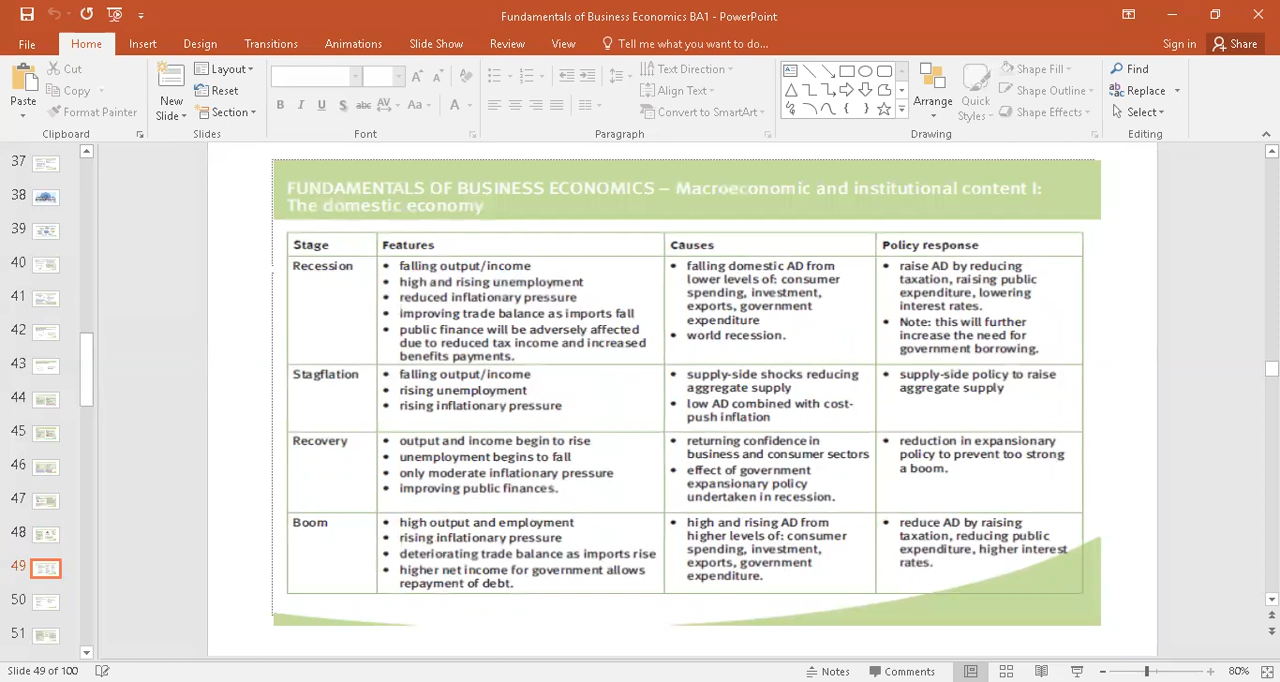 Fundamentals of Business Economics BA1 - PowerPoint
File Home Insert Design Transitions Animations Slide Show Review View Tell me what you want to do... Sign in Share
Paste
Cut
Copy
Format Painter
Clipboard
New Slide
Layout
Reset
Section
Slides
B I U S abc AV Aa A
Font
Text Direction
Align Text
Convert to SmartArt
Paragraph
Arrange
Quick Styles
Shape Fill
Shape Outline
Shape Effects
Drawing
Find
Replace
Select
Editing
37
38
39
40
41
42
43
44
45
46
47
48
49
50
51
FUNDAMENTALS OF BUSINESS ECONOMICS – Macroeconomic and institutional content I:
The domestic economy
Stage Features Causes Policy response
Recession
• falling output/income
• high and rising unemployment
• reduced inflationary pressure
• improving trade balance as imports fall
• public finance will be adversely affected
due to reduced tax income and increased
benefits payments.
• falling domestic AD from
lower levels of: consumer
spending, investment,
exports, government
expenditure
• world recession.
• raise AD by reducing
taxation, raising public
expenditure, lowering
interest rates.
• Note: this will further
increase the need for
government borrowing.
Stagflation
• falling output/income
• rising unemployment
• rising inflationary pressure
• supply-side shocks reducing
aggregate supply
• low AD combined with cost-
push inflation
• supply-side policy to raise
aggregate supply
Recovery
• output and income begin to rise
• unemployment begins to fall
• only moderate inflationary pressure
• improving public finances.
• returning confidence in
business and consumer sectors
• effect of government
expansionary policy
undertaken in recession.
• reduction in expansionary
policy to prevent too strong
a boom.
Boom
• high output and employment
• rising inflationary pressure
• deteriorating trade balance as imports rise
• higher net income for government allows
repayment of debt.
• high and rising AD from
higher levels of: consumer
spending, investment,
exports, government
expenditure.
• reduce AD by raising
taxation, reducing public
expenditure, higher interest
rates.
Slide 49 of 100 Notes Comments 80%